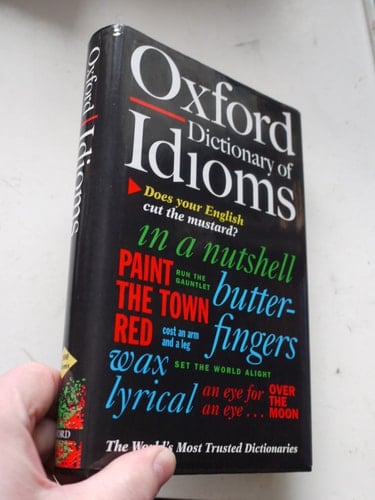 Oxford
Dictionary of
Idioms
Does your English
cut the mustard?
in a nutshell
PAINT
THE TOWN
RED
RUN THE
GAUNTLET
butter-
fingers
cost an arm
and a leg
SET THE WORLD ALIGHT
wax
lyrical
an eye for
an eye ...
OVER
THE
MOON
The World's Most Trusted Dictionaries
Oxford Idioms